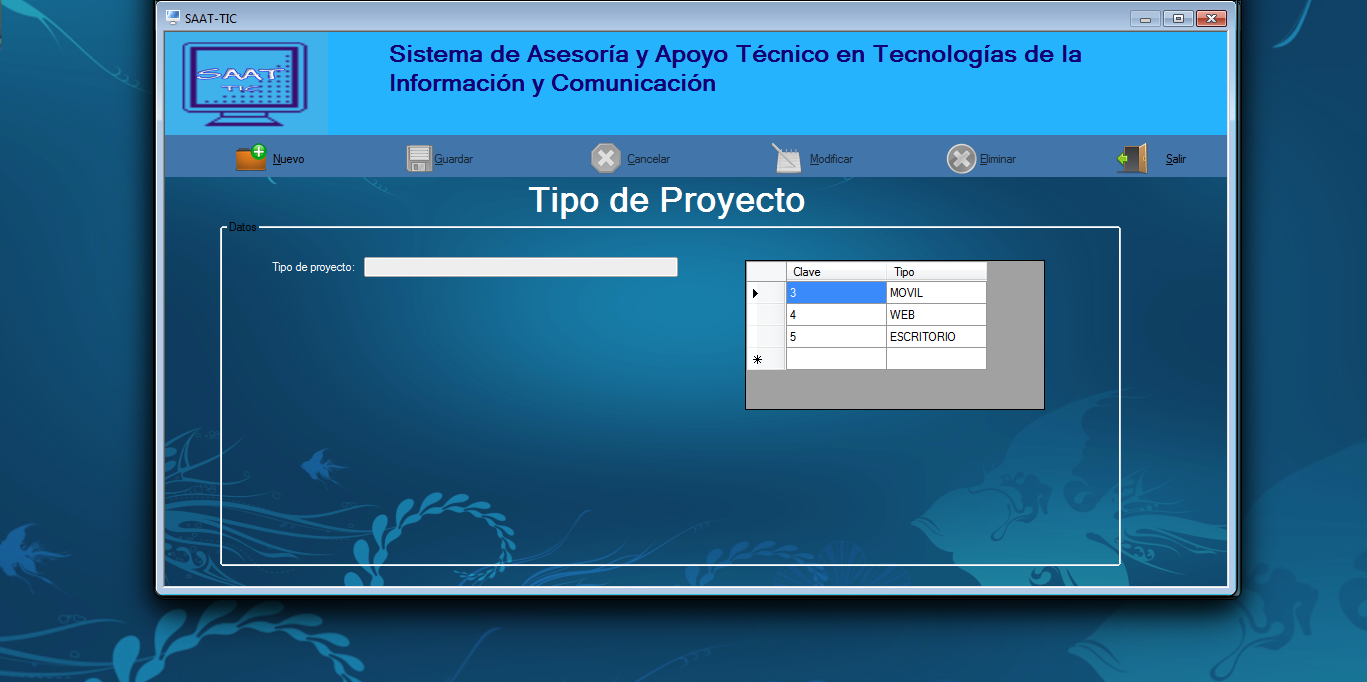 SAAT-TIC
SAAT
TIC
Sistema de Asesoría y Apoyo Técnico en Tecnologías de la
Información y Comunicación
Nuevo Guardar Cancelar Modificar Eliminar Salir
Tipo de Proyecto
Datos
Tipo de proyecto:
Clave Tipo
3 MOVIL
4 WEB
5 ESCRITORIO